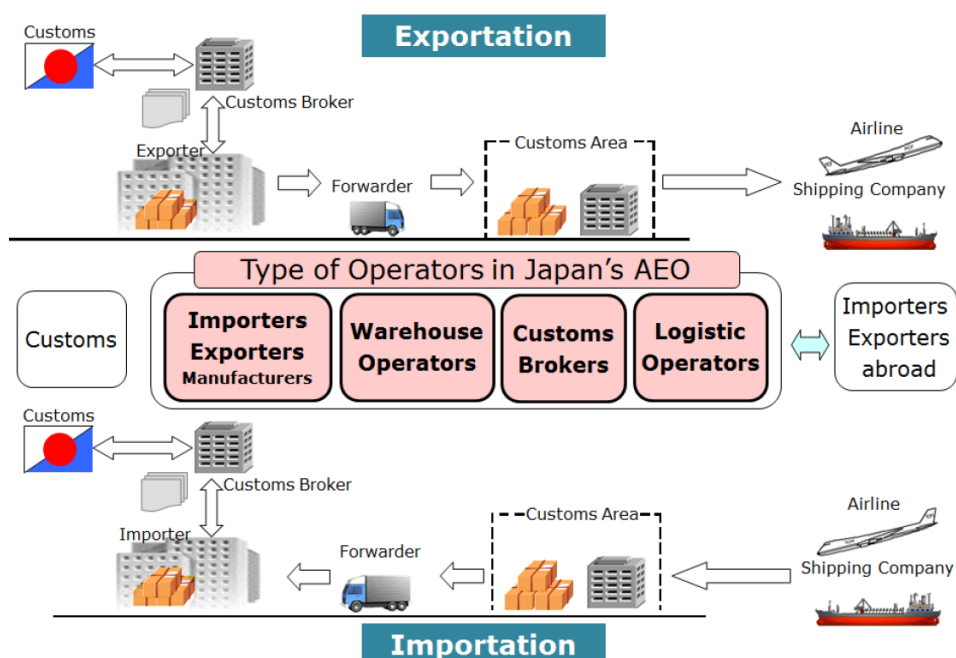 Exportation
Customs
Customs Broker
Exporter
Forwarder
Customs Area
Airline
Shipping Company
Type of Operators in Japan's AEO
Customs
Importers
Exporters
Manufacturers
Warehouse
Operators
Customs
Brokers
Logistic
Operators
Importers
Exporters
abroad
Customs
Customs Broker
Importer
Forwarder
Customs Area
Airline
Shipping Company
Importation